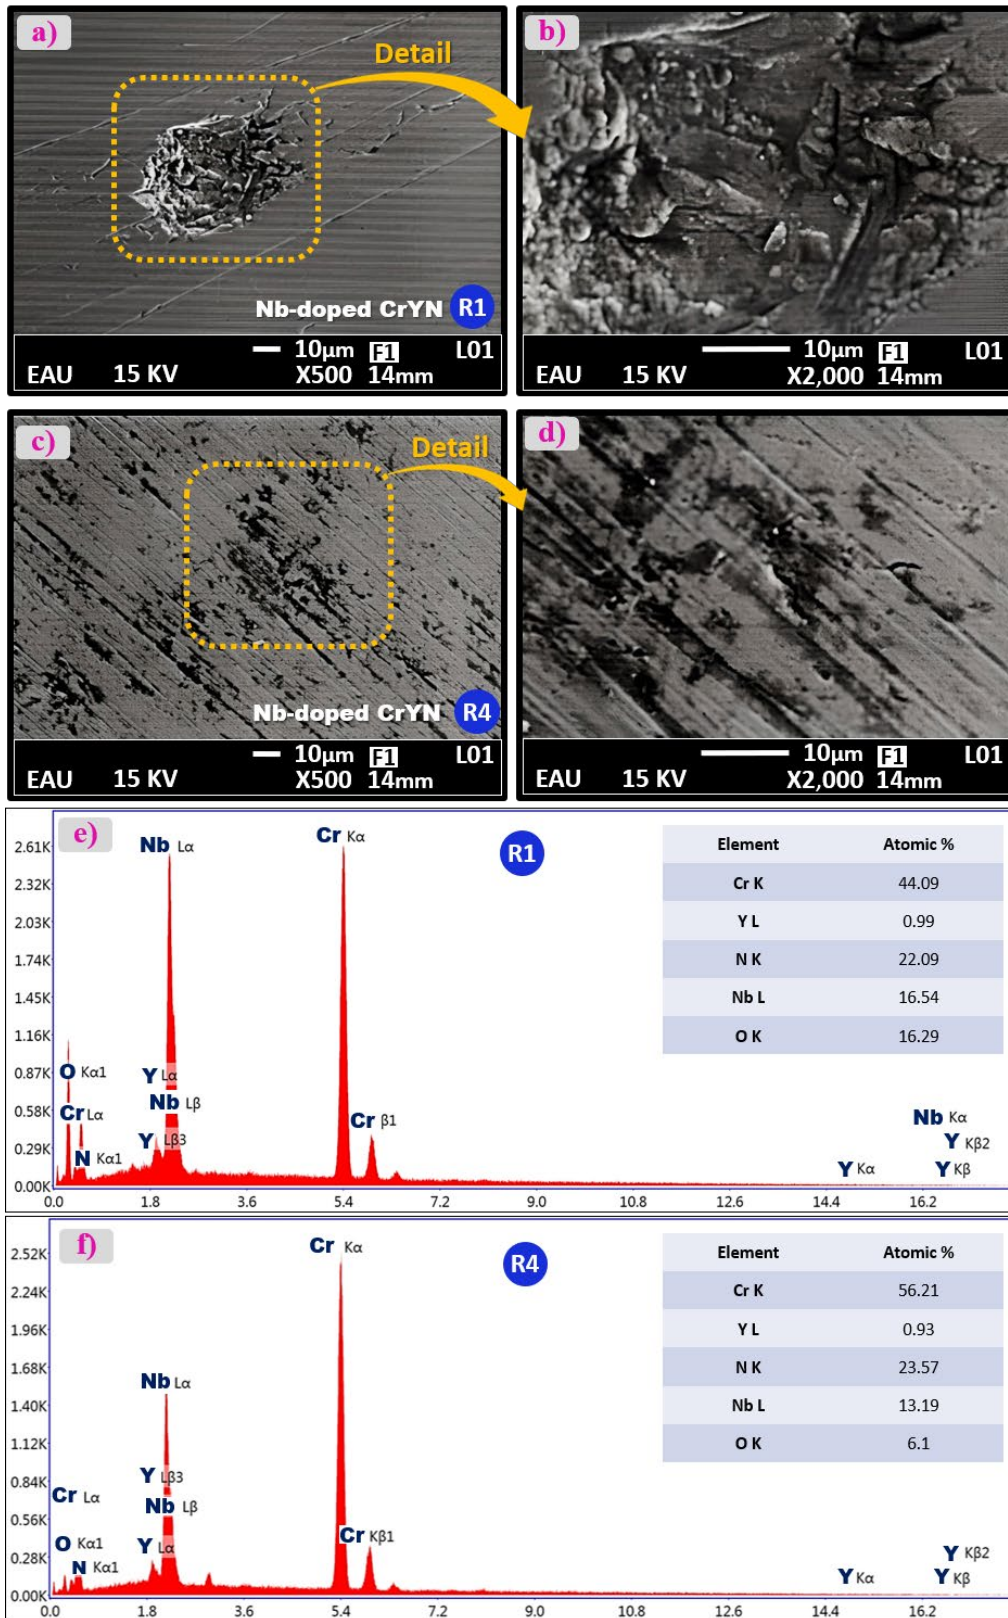 a)
Detail
b)
Nb-doped CrYN R1
10µm F1 L01
EAU 15 KV X500 14mm
10µm F1 L01
EAU 15 KV X2,000 14mm
c)
Detail
d)
Nb-doped CrYN R4
10µm F1 L01
EAU 15 KV X500 14mm
10µm F1 L01
EAU 15 KV X2,000 14mm
e)
R1
2.61K
2.32K
2.03K
1.74K
1.45K
1.16K
0.87K
0.58K
0.29K
0.00K
Nb Lα
Cr Kα
O Kα1
Y Lα
Cr Lα
Nb Lβ
Cr β1
Y Lβ3
N Kα1
Nb Kα
Y Kβ2
Y Kα
Y Kβ
0.0 1.8 3.6 5.4 7.2 9.0 10.8 12.6 14.4 16.2
Element Atomic %
Cr K 44.09
Y L 0.99
N K 22.09
Nb L 16.54
O K 16.29
f)
R4
2.52K
2.24K
1.96K
1.68K
1.40K
1.12K
0.84K
0.56K
0.28K
0.00K
Cr Kα
Nb Lα
Y Lβ3
Cr Lα
Nb Lβ
O Kα1
Y Lα
Cr Kβ1
N Kα1
Y Kβ2
Y Kα
Y Kβ
0.0 1.8 3.6 5.4 7.2 9.0 10.8 12.6 14.4 16.2
Element Atomic %
Cr K 56.21
Y L 0.93
N K 23.57
Nb L 13.19
O K 6.1